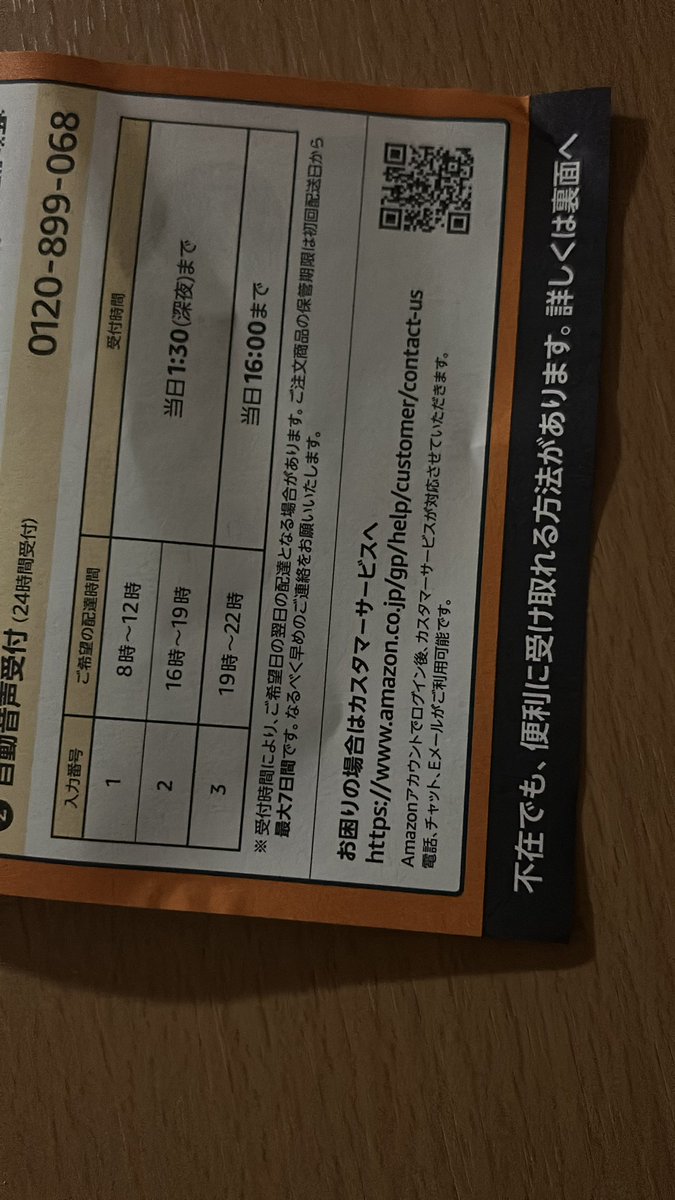 自動音声受付 (24時間受付)
0120-899-068
入力番号 ご希望の配達時間 受付時間
1 8時～12時 当日1:30(深夜)まで
2 16時～19時
3 19時～22時 当日16:00まで
※受付時間により、ご希望日の翌日の配達となる場合があります。ご注文商品の保管期限は初回配送日から
最大7日間です。なるべく早めのご連絡をお願いいたします。
お困りの場合はカスタマーサービスへ
https://www.amazon.co.jp/gp/help/customer/contact-us
Amazonアカウントでログイン後、カスタマーサービスが対応させていただきます。
電話、チャット、Eメールがご利用可能です。
不在でも、便利に受け取れる方法があります。詳しくは裏面へ